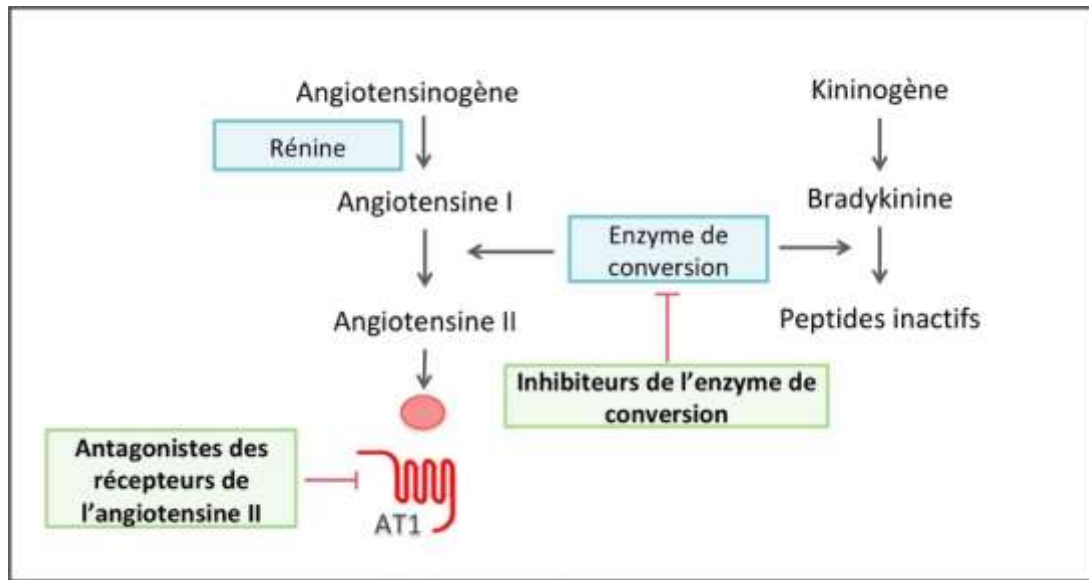 Angiotensinogène
Kininogène
Rénine
Angiotensine I
Bradykinine
Enzyme de
conversion
Angiotensine II
Peptides inactifs
Inhibiteurs de l'enzyme de
conversion
Antagonistes des
récepteurs de
l'angiotensine II
AT1